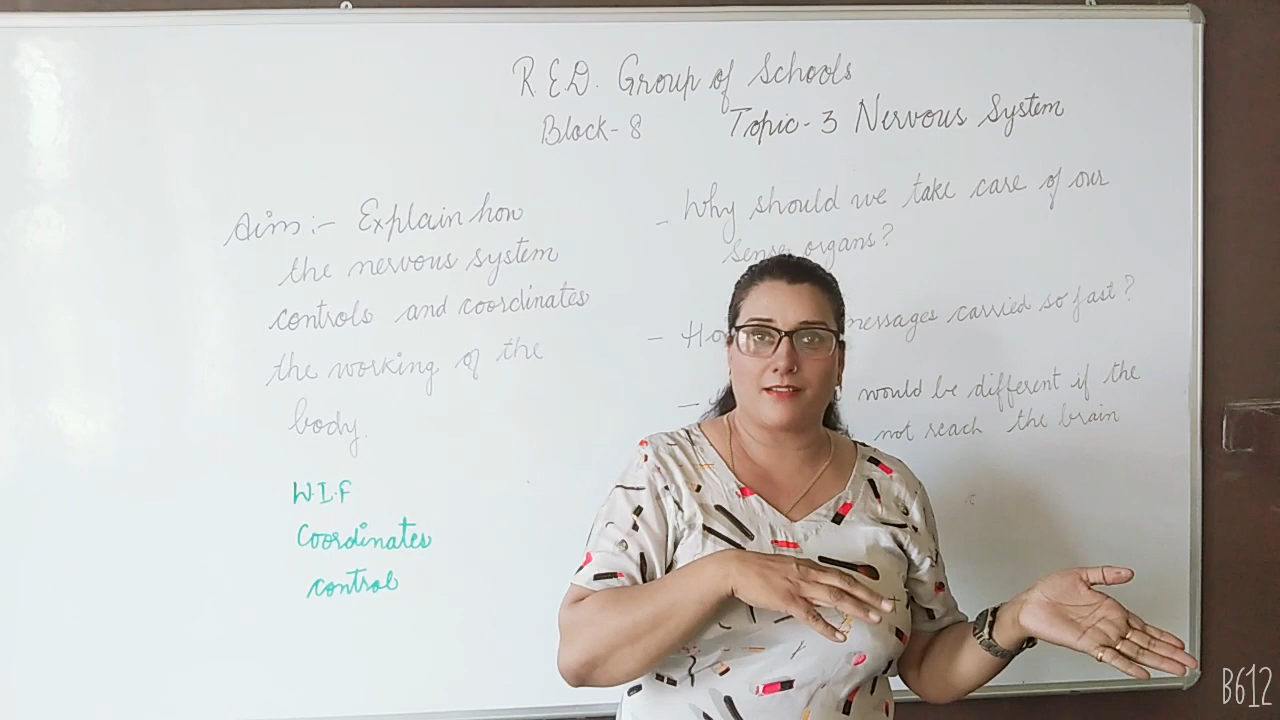 R.E.D. Group of Schools
Block-8 Topic-3 Nervous System
Aim:- Explain how
the nervous system
controls and coordinates
the working of the
body.
W.I.F
Coordinates
control
- Why should we take care of our
sense organs?
- messages carried so fast?
- would be different if the
not reach the brain
B612